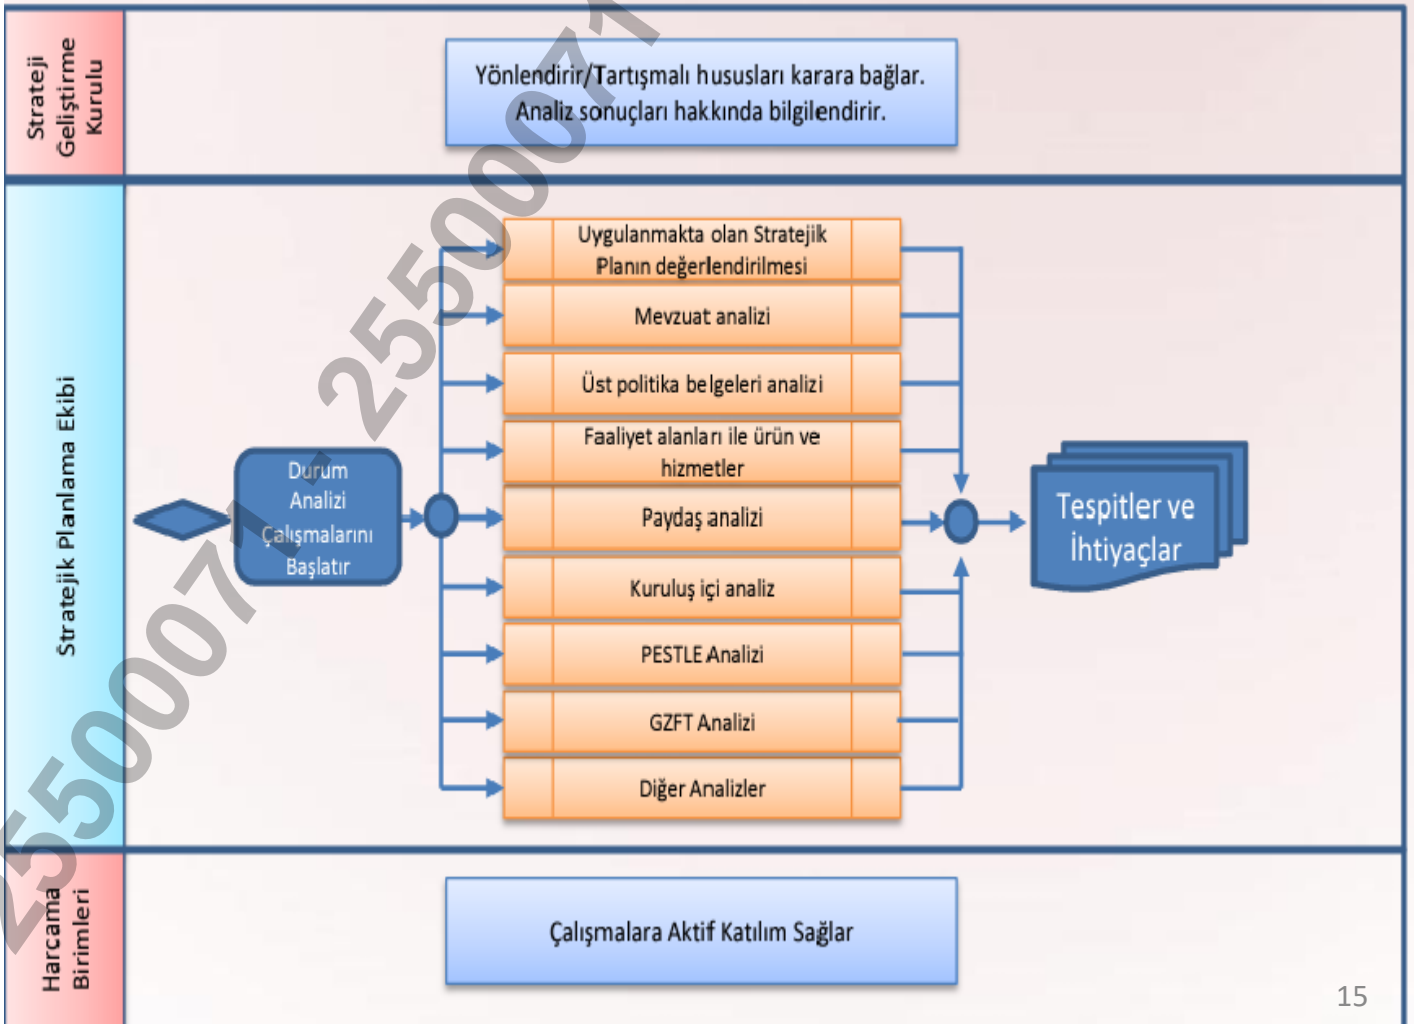 Strateji
Geliştirme
Kurulu
Yönlendirir/Tartışmalı hususları karara bağlar.
Analiz sonuçları hakkında bilgilendirir.
Stratejik Planlama Ekibi
Durum
Analizi
Çalışmalarını
Başlatır
Uygulanmakta olan Stratejik
Planın değerlendirilmesi
Mevzuat analizi
Üst politika belgeleri analizi
Faaliyet alanları ile ürün ve
hizmetler
Paydaş analizi
Kuruluş içi analiz
PESTLE Analizi
GZFT Analizi
Diğer Analizler
Tespitler ve
İhtiyaçlar
Harcama
Birimleri
Çalışmalara Aktif Katılım Sağlar
15
25500071 - 25500071